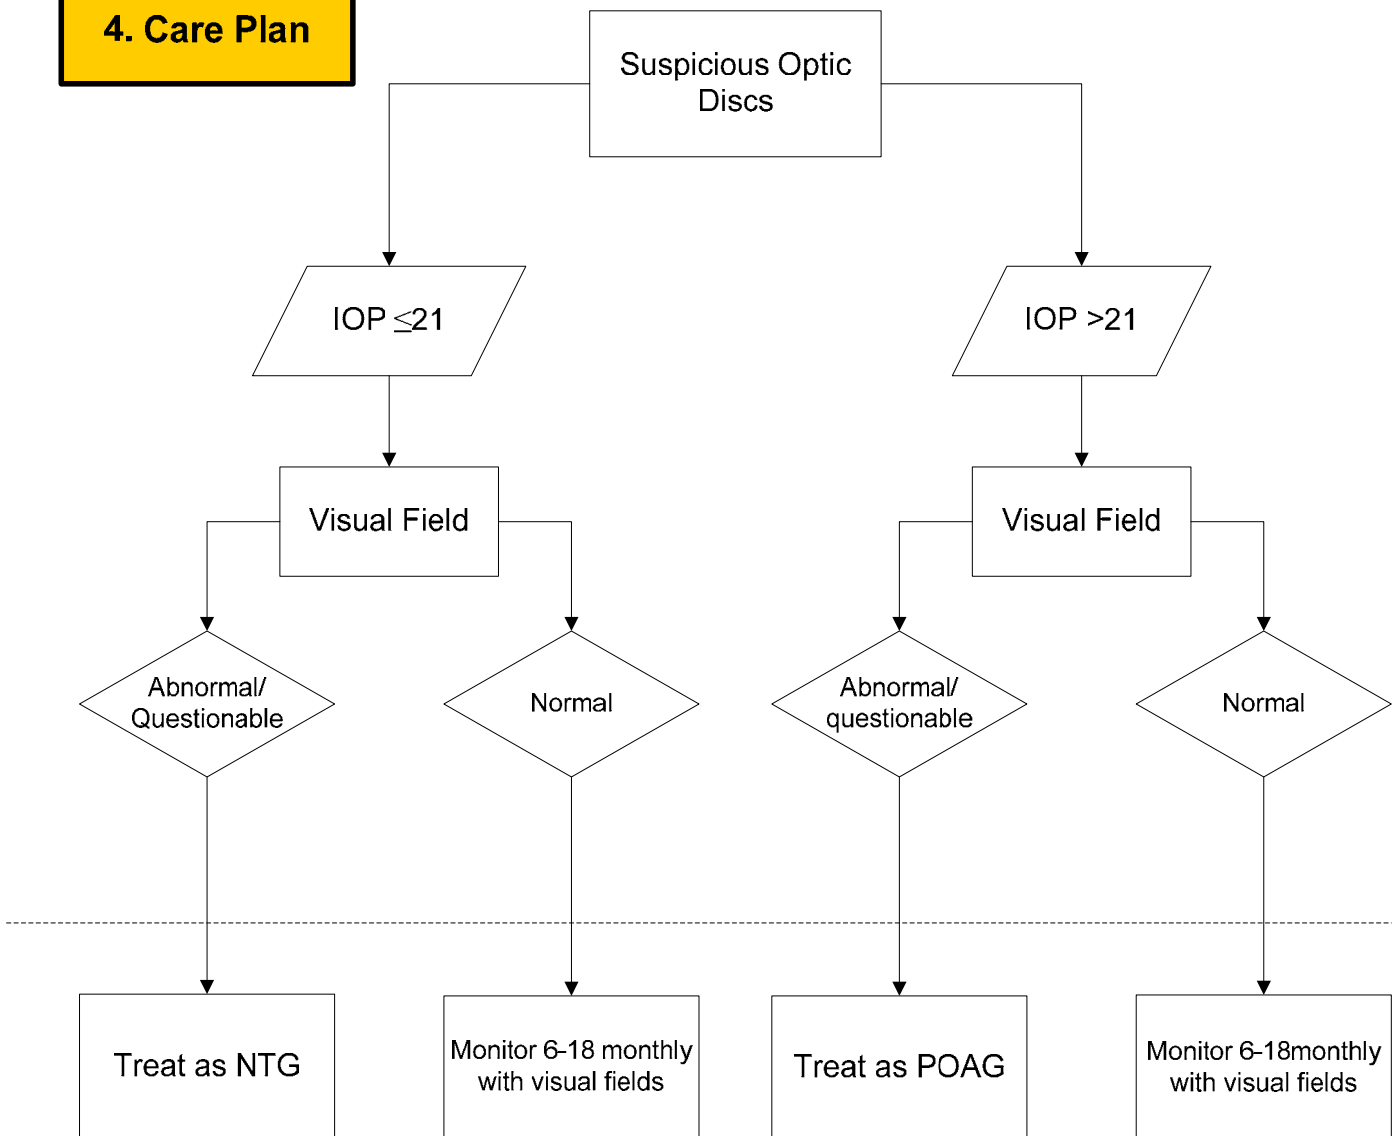 4. Care Plan
Suspicious Optic
Discs
IOP ≤21
IOP >21
Visual Field
Visual Field
Abnormal/
Questionable
Normal
Abnormal/
questionable
Normal
Treat as NTG
Monitor 6-18 monthly
with visual fields
Treat as POAG
Monitor 6-18monthly
with visual fields